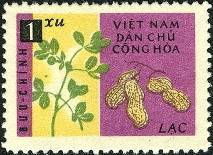 1 xu
VIỆT NAM
DÂN CHỦ
CỘNG HÒA
BƯU-CHÍNH
LẠC